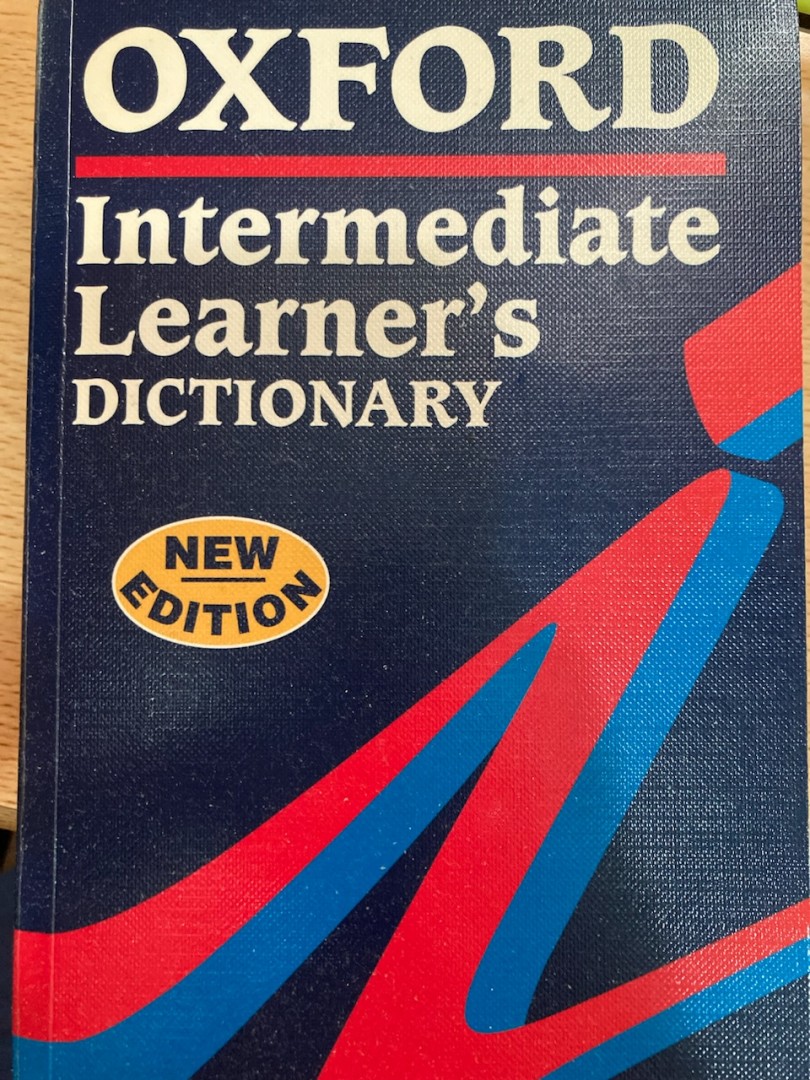 OXFORD
Intermediate
Learner's
DICTIONARY
NEW
EDITION